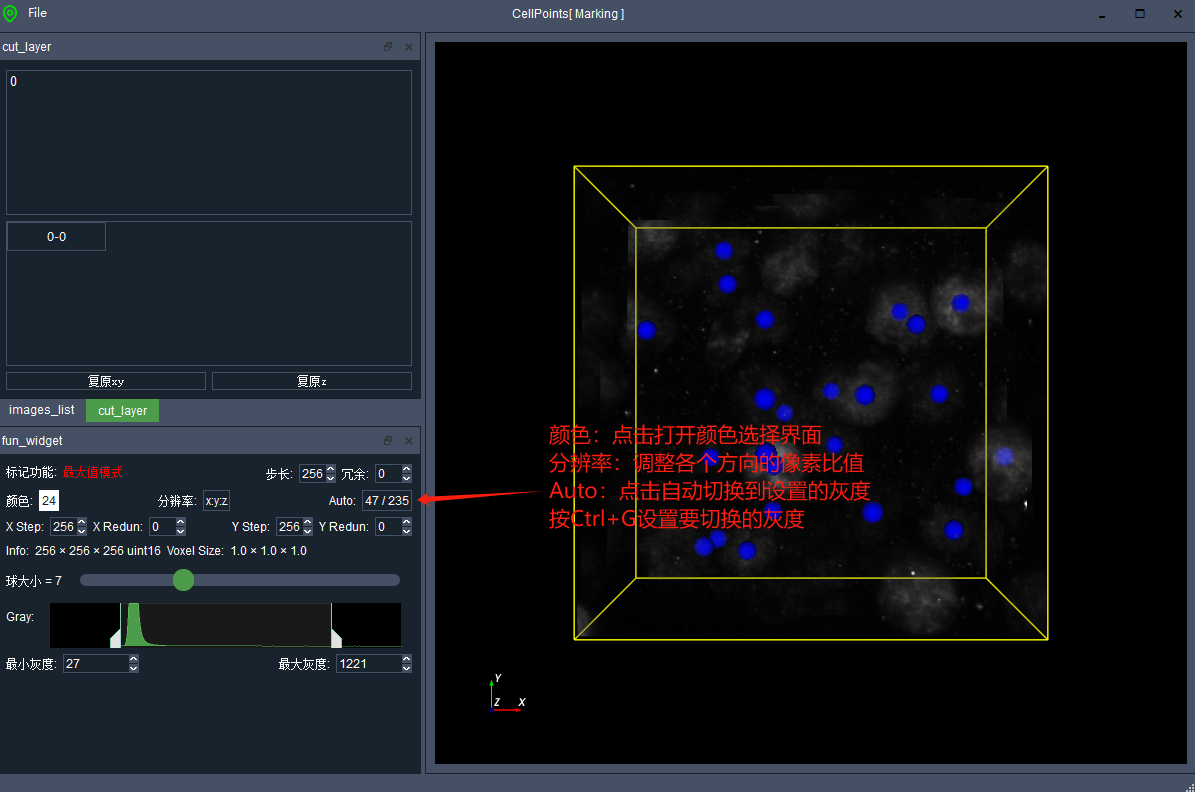 File
CellPoints[ Marking ]
cut_layer
0
0-0
复原xy
复原z
images_list
cut_layer
fun_widget
标记功能: 最大值模式
步长: 256 冗余: 0
颜色: 24
分辨率: x:y:z
Auto: 47 / 235
X Step: 256 X Redun: 0
Y Step: 256 Y Redun: 0
Info: 256 × 256 × 256 uint16 Voxel Size: 1.0 × 1.0 × 1.0
球大小 = 7
Gray:
最小灰度: 27
最大灰度: 1221
颜色：点击打开颜色选择界面
分辨率：调整各个方向的像素比值
Auto：点击自动切换到设置的灰度
按Ctrl+G设置要切换的灰度
Y
Z
X